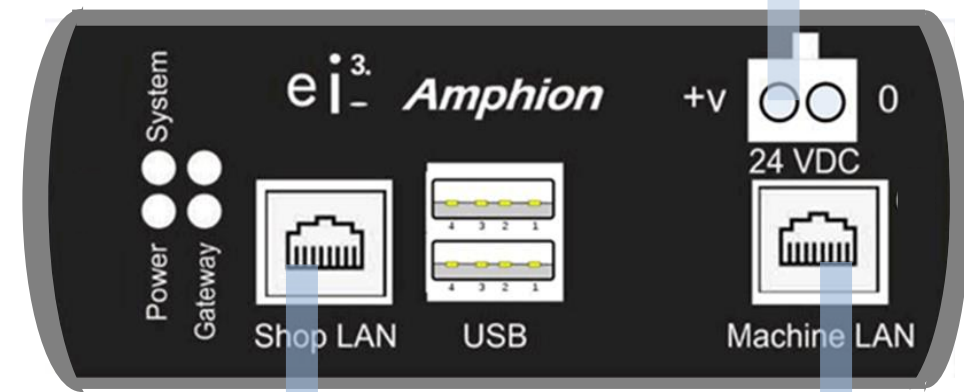 System
ei3.
Amphion
+v
0
24 VDC
4 3 2 1
4 3 2 1
Power
Gateway
Shop LAN
USB
Machine LAN